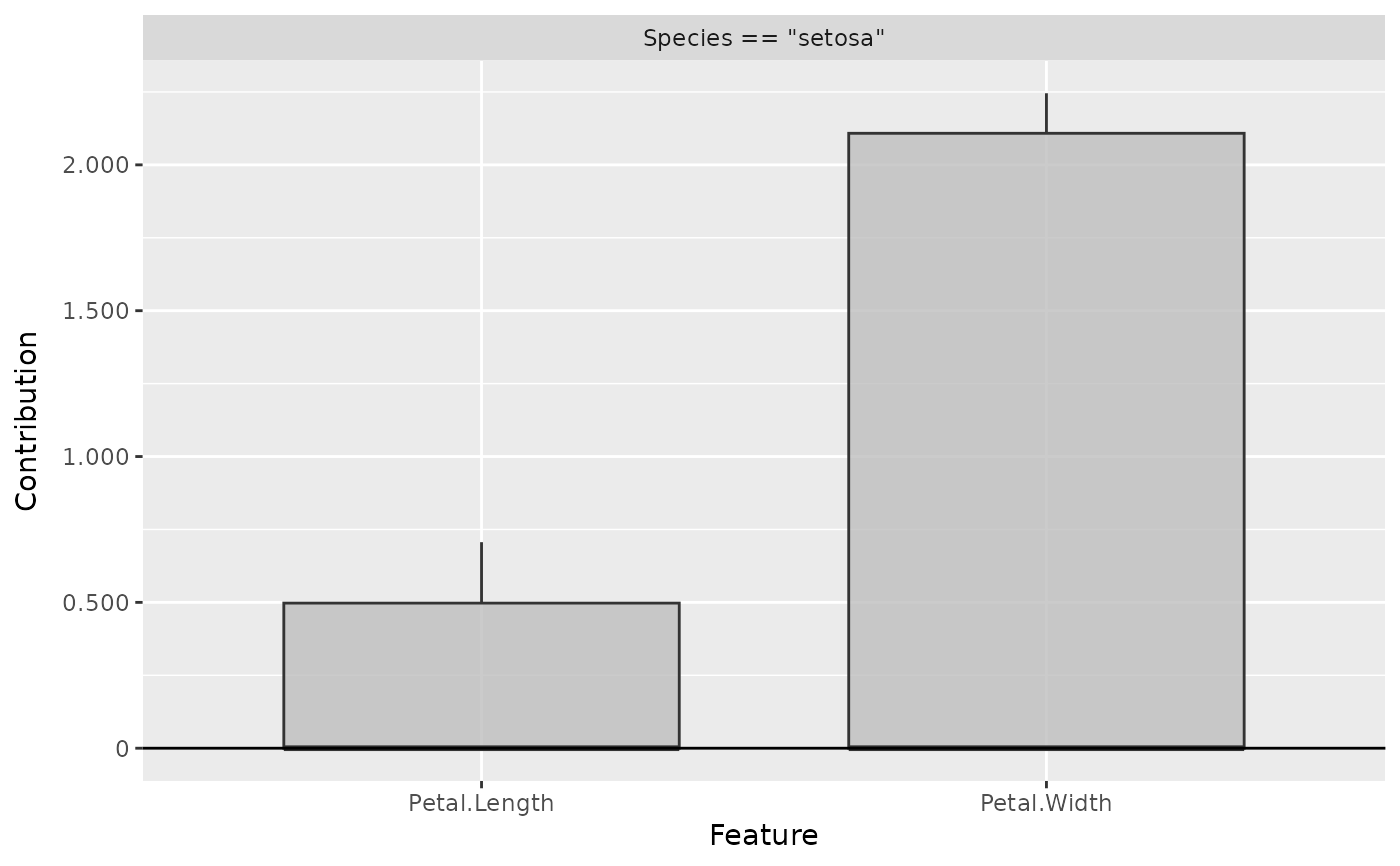 Species == "setosa"
2.000
1.500
1.000
0.500
0
Contribution
Petal.Length
Petal.Width
Feature